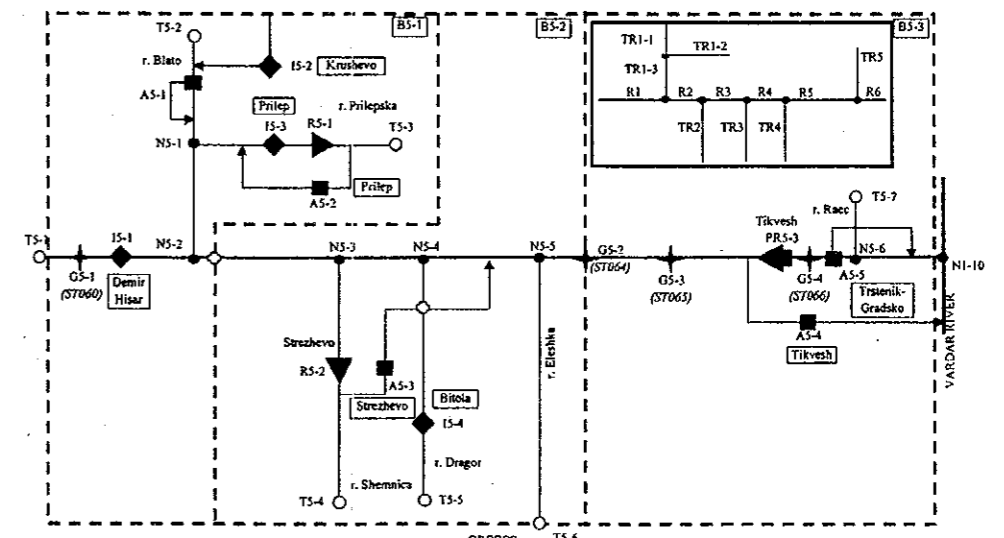 T5-2
B5-1
B5-2
B5-3
r. Blato
I5-2
Krushevo
A5-1
Prilep
r. Prilepska
I5-3
R5-1
T5-3
N5-1
A5-2
Prilep
TR1-1
TR1-2
TR1-3
TR5
R1
R2
R3
R4
R5
R6
TR2
TR3
TR4
I5-1
N5-2
N5-3
N5-4
N5-5
G5-1
(ST060)
Demir
Hisar
G5-2
(ST064)
G5-3
(ST065)
Tikvesh
PR5-3
G5-4
(ST066)
A5-5
r. Raec
T5-7
N5-6
N1-10
Trstenik-
Gradsko
A5-4
Tikvesh
VARDAR RIVER
Strezhevo
R5-2
A5-3
Strezhevo
Bitola
I5-4
r. Dragor
r. Shemnica
T5-4
T5-5
r. Eleshka
T5-6